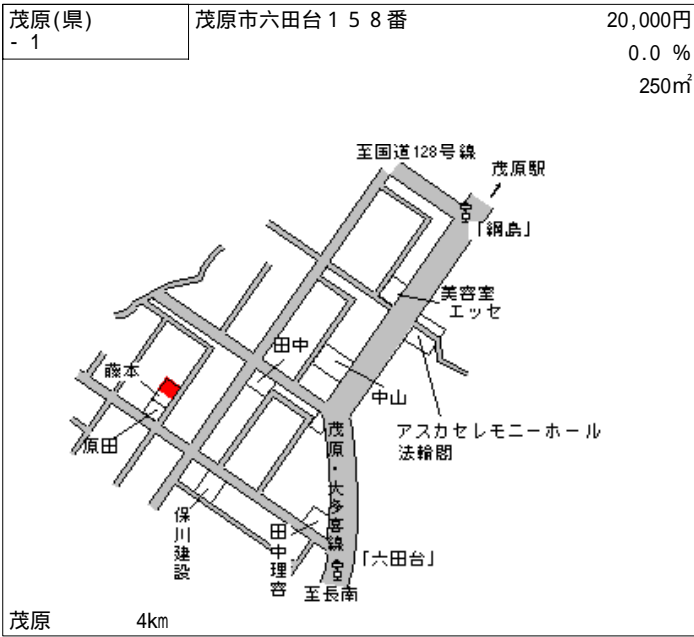 茂原(県)
- 1
茂原市六田台１５８番
20,000円
0.0 %
250㎡
至国道128号線
茂原駅
「綱島」
美容室
エッセ
田中
藤本
中山
アスカセレモニーホール
法輪閣
原田
茂原・大多喜線
保川建設
田中理容
「六田台」
至長南
茂原 4km